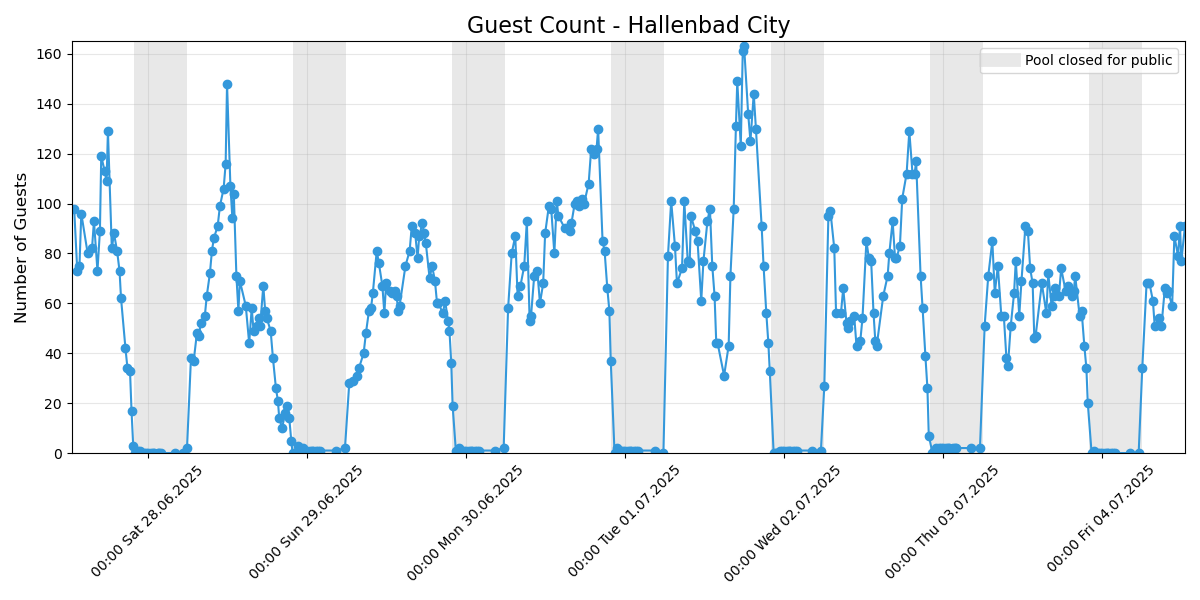 Guest Count - Hallenbad City
Pool closed for public
Number of Guests
160
140
120
100
80
60
40
20
0
00:00 Sat 28.06.2025
00:00 Sun 29.06.2025
00:00 Mon 30.06.2025
00:00 Tue 01.07.2025
00:00 Wed 02.07.2025
00:00 Thu 03.07.2025
00:00 Fri 04.07.2025